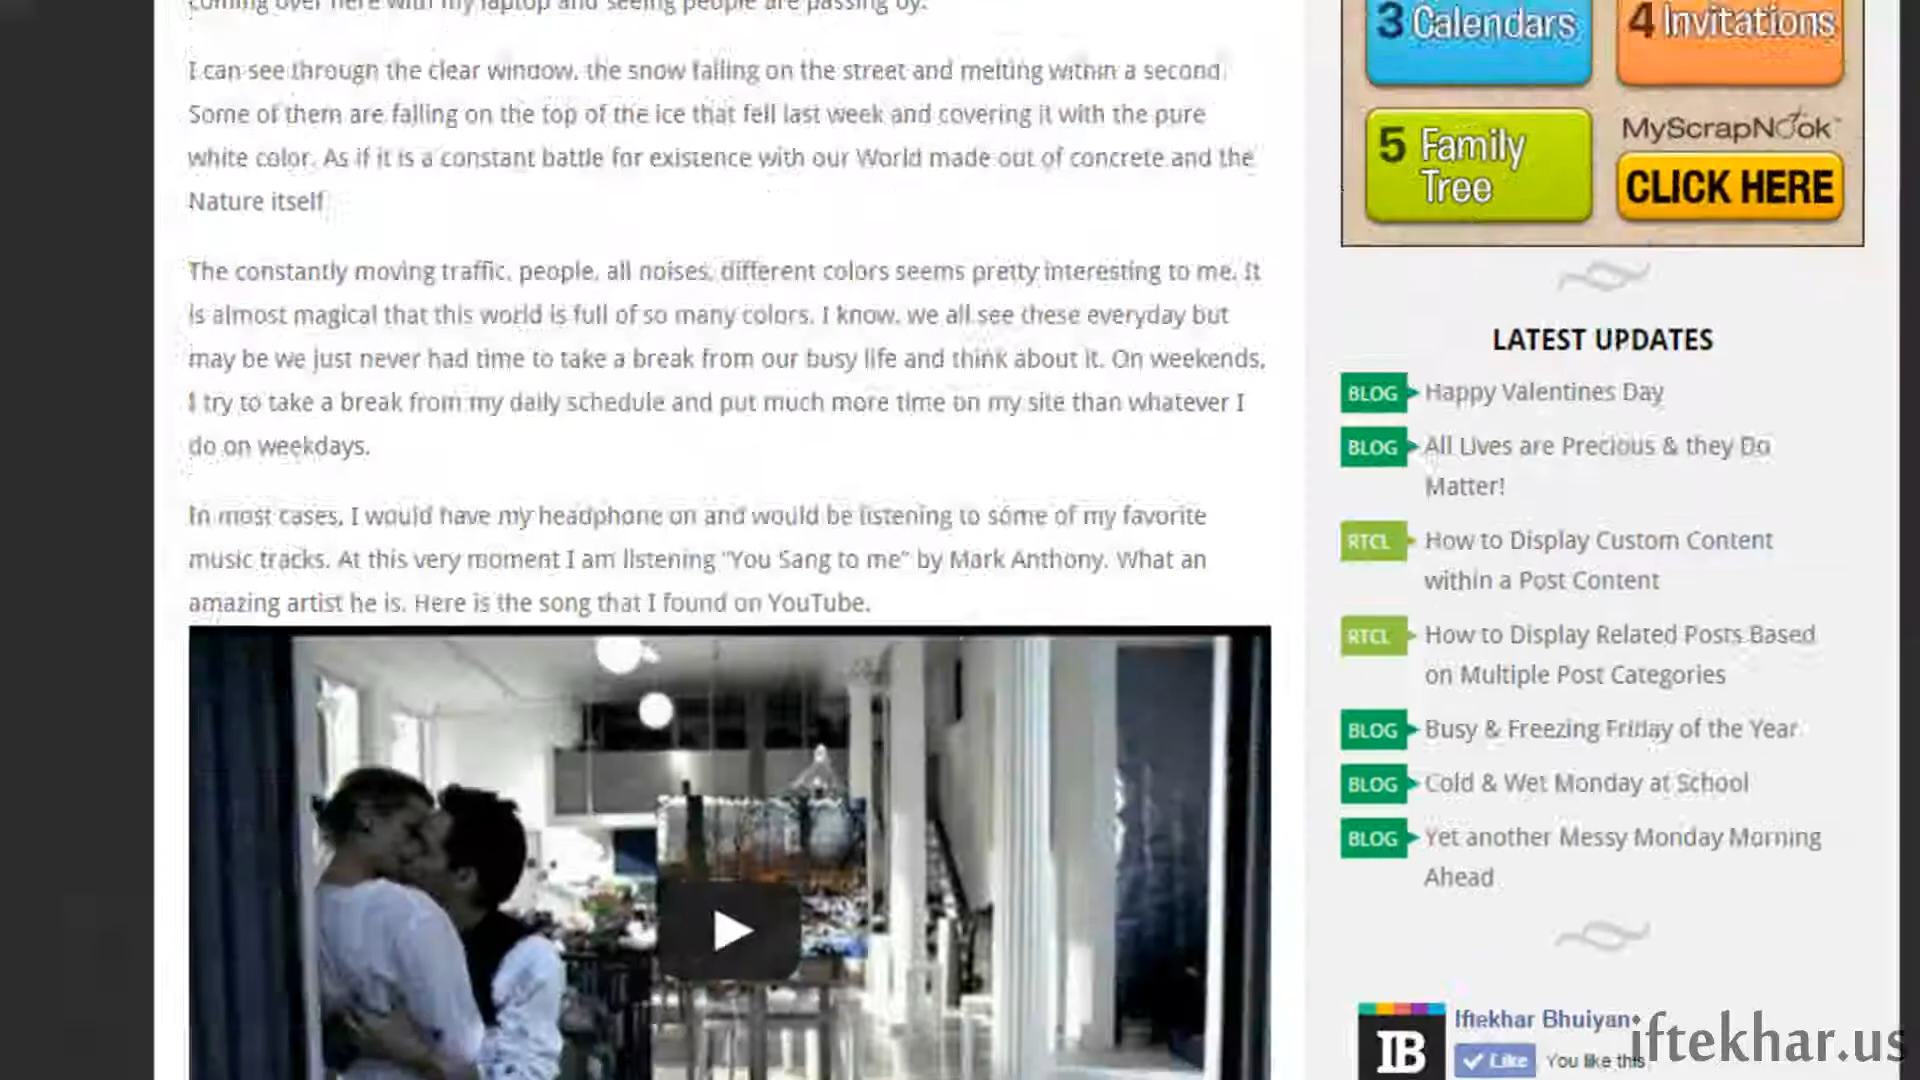 coming over here with my laptop and seeing people are passing by.
I can see through the clear window, the snow falling on the street and melting within a second.
Some of them are falling on the top of the ice that fell last week and covering it with the pure
white color. As if it is a constant battle for existence with our World made out of concrete and the
Nature itself
The constantly moving traffic, people, all noises, different colors seems pretty interesting to me. It
is almost magical that this world is full of so many colors. I know, we all see these everyday but
may be we just never had time to take a break from our busy life and think about it. On weekends,
I try to take a break from my daily schedule and put much more time on my site than whatever I
do on weekdays.
In most cases, I would have my headphone on and would be listening to some of my favorite
music tracks. At this very moment I am listening "You Sang to me" by Mark Anthony. What an
amazing artist he is. Here is the song that I found on YouTube.
3 Calendars
4 Invitations
5 Family
Tree
MyScrapNook™
CLICK HERE
LATEST UPDATES
BLOG Happy Valentines Day
BLOG All Lives are Precious & they Do
Matter!
RTCL How to Display Custom Content
within a Post Content
RTCL How to Display Related Posts Based
on Multiple Post Categories
BLOG Busy & Freezing Friday of the Year
BLOG Cold & Wet Monday at School
BLOG Yet another Messy Monday Morning
Ahead
IB
Iftekhar Bhuiyan
Like You like this
iftekhar.us